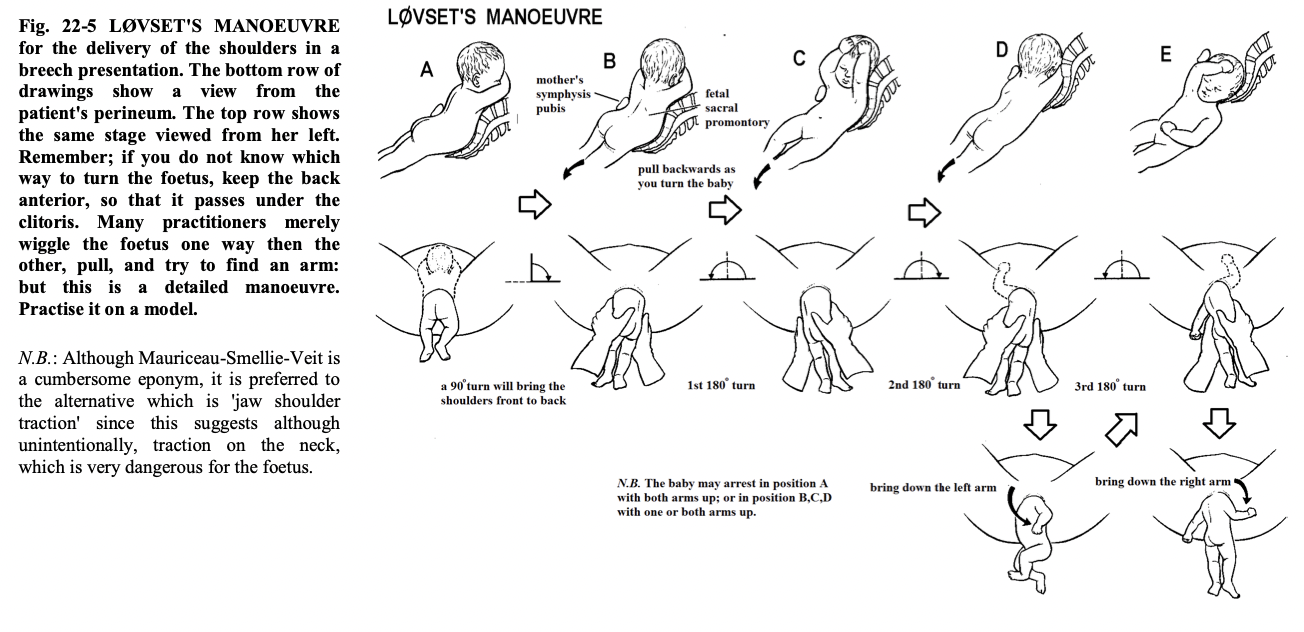 Fig. 22-5 LØVSET'S MANOEUVRE
for the delivery of the shoulders in a
breech presentation. The bottom row of
drawings show a view from the
patient's perineum. The top row shows
the same stage viewed from her left.
Remember; if you do not know which
way to turn the foetus, keep the back
anterior, so that it passes under the
clitoris. Many practitioners merely
wiggle the foetus one way then the
other, pull, and try to find an arm:
but this is a detailed manoeuvre.
Practise it on a model.
N.B.: Although Mauriceau-Smellie-Veit is
a cumbersome eponym, it is preferred to
the alternative which is 'jaw shoulder
traction' since this suggests although
unintentionally, traction on the neck,
which is very dangerous for the foetus.
LØVSET'S MANOEUVRE
A
B
C
D
E
mother's
symphysis
pubis
fetal
sacral
promontory
pull backwards as
you turn the baby
a 90° turn will bring the
shoulders front to back
1st 180° turn
2nd 180° turn
3rd 180° turn
N.B. The baby may arrest in position A
with both arms up; or in position B,C,D
with one or both arms up.
bring down the left arm
bring down the right arm